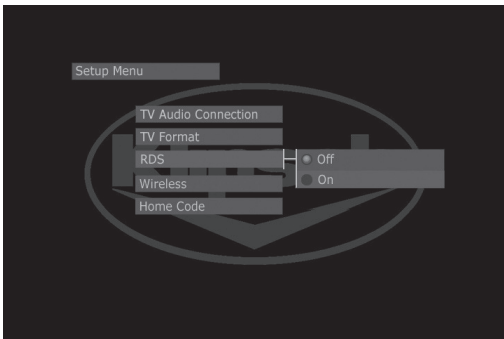 Setup Menu
TV Audio Connection
TV Format
RDS
Off
On
Wireless
Home Code